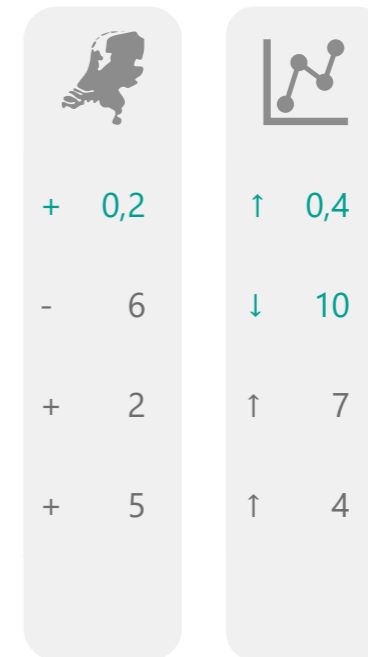 + 0,2 ↑ 0,4
- 6 ↓ 10
+ 2 ↑ 7
+ 5 ↑ 4